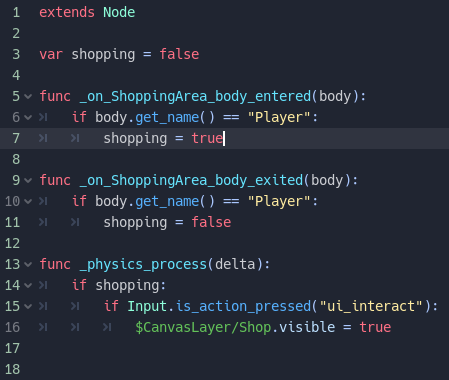 1 extends Node
2
3 var shopping = false
4
5 func _on_ShoppingArea_body_entered(body):
6 if body.get_name() == "Player":
7 shopping = true
8
9 func _on_ShoppingArea_body_exited(body):
10 if body.get_name() == "Player":
11 shopping = false
12
13 func _physics_process(delta):
14 if shopping:
15 if Input.is_action_pressed("ui_interact"):
16 $CanvasLayer/Shop.visible = true
17
18